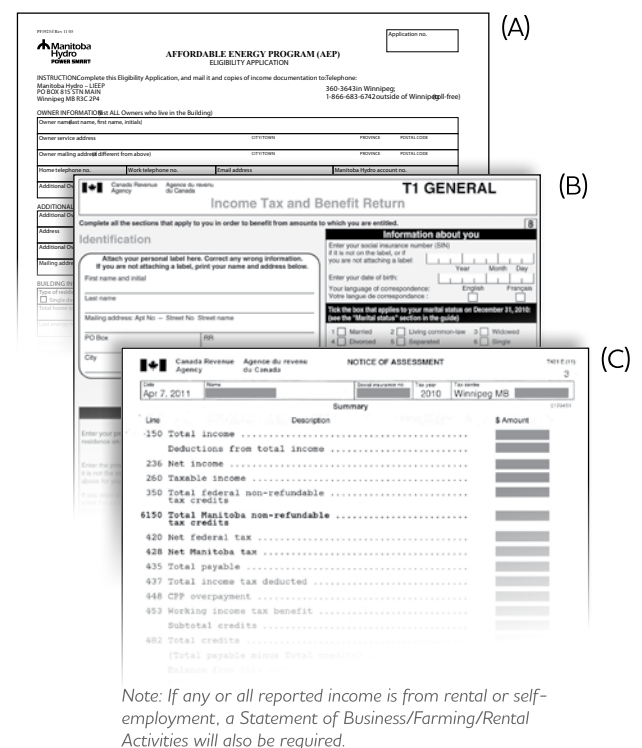 (A)
PF19251 Rev 11 05
Application no.
Manitoba
Hydro
POWER SMART
AFFORDABLE ENERGY PROGRAM (AEP)
ELIGIBILITY APPLICATION
INSTRUCTIONComplete this Eligibility Application, and mail it and copies of income documentation to:Telephone:
Manitoba Hydro – LIEEP
PO BOX 815 STN MAIN
Winnipeg MB R3C 2P4
360-3643in Winnipeg;
1-866-683-6742outside of Winnipeg(toll-free)
OWNER INFORMATION(list ALL Owners who live in the Building)
Owner name(last name, first name, initials)
Owner service address CITY/TOWN PROVINCE POSTAL CODE
Owner mailing address(if different from above) CITY/TOWN PROVINCE POSTAL CODE
Home telephone no. Work telephone no. Email address Manitoba Hydro account no.
Additional Ow
ADDITIONAL
Additional Ow
Address
Additional Ow
Mailing addre
BUILDING IN
Type of resid
Single de
(B)
Canada Revenue Agence du revenu
Agency du Canada
T1 GENERAL
Income Tax and Benefit Return
Complete all the sections that apply to you in order to benefit from amounts to which you are entitled.
8
Identification
Attach your personal label here. Correct any wrong information.
If you are not attaching a label, print your name and address below.
First name and initial
Last name
Mailing address: Apt No – Street No Street name
PO Box RR
City
Information about you
Enter your social insurance number (SIN)
if it is not on the label, or if
you are not attaching a label:
Year Month Day
Enter your date of birth:
English Français
Your language of correspondence:
Votre langue de correspondance :
Tick the box that applies to your marital status on December 31, 2010:
(see the "Marital status" section in the guide)
1 Married 2 Living common-law 3 Widowed
4 Divorced 5 Separated 6 Single
Enter your pr
residence on
(C)
Canada Revenue Agence du revenu
Agency du Canada
NOTICE OF ASSESSMENT
T451 E (11)
3
Date Name Social insurance no. Tax year Tax centre
Apr 7, 2011 2010 Winnipeg MB
Summary
Line Description $ Amount
150 Total income
Deductions from total income
236 Net income
260 Taxable income
350 Total federal non-refundable
tax credits
6150 Total Manitoba non-refundable
tax credits
420 Net federal tax
428 Net Manitoba tax
435 Total payable
437 Total income tax deducted
448 CPP overpayment
453 Working income tax benefit
Subtotal credits
482 Total credits
(Total payable minus Total credits)
Note: If any or all reported income is from rental or self-
employment, a Statement of Business/Farming/Rental
Activities will also be required.